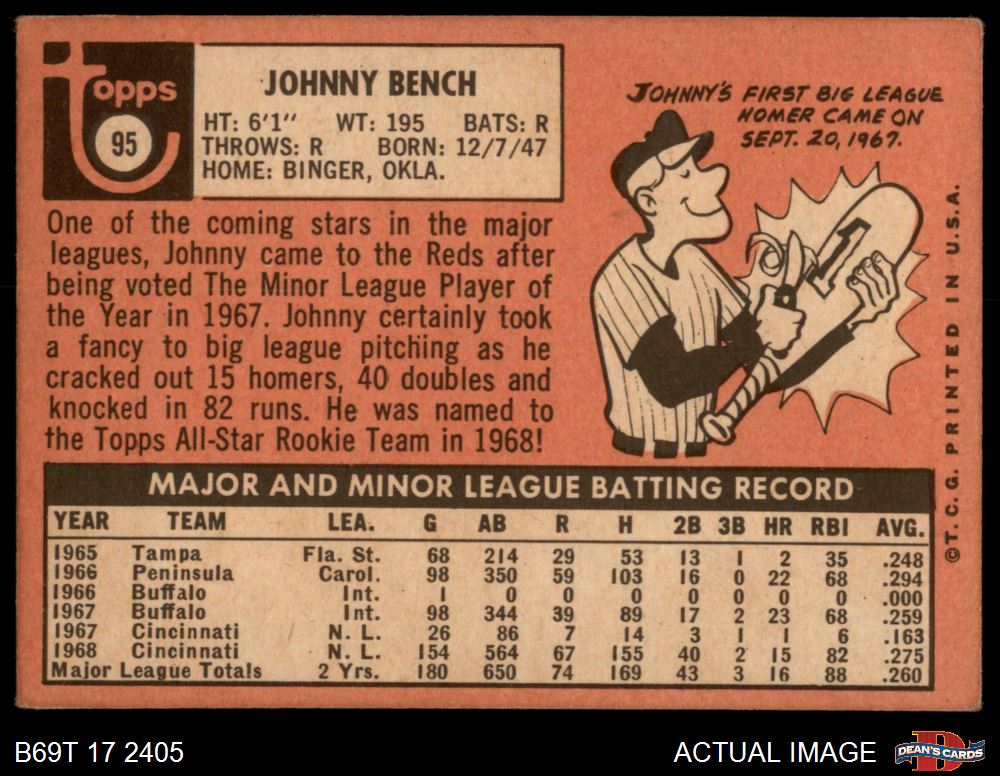 topps
95
JOHNNY BENCH
HT: 6'1" WT: 195 BATS: R
THROWS: R BORN: 12/7/47
HOME: BINGER, OKLA.
JOHNNY'S FIRST BIG LEAGUE
HOMER CAME ON
SEPT. 20, 1967.
1
One of the coming stars in the major
leagues, Johnny came to the Reds after
being voted The Minor League Player of
the Year in 1967. Johnny certainly took
a fancy to big league pitching as he
cracked out 15 homers, 40 doubles and
knocked in 82 runs. He was named to
the Topps All-Star Rookie Team in 1968!
©T. C. G. PRINTED IN U.S.A.
MAJOR AND MINOR LEAGUE BATTING RECORD
YEAR TEAM LEA. G AB R H 2B 3B HR RBI AVG.
1965 Tampa Fla. St. 68 214 29 53 13 1 2 35 .248
1966 Peninsula Carol. 98 350 59 103 16 0 22 68 .294
1966 Buffalo Int. 1 0 0 0 0 0 0 0 .000
1967 Buffalo Int. 98 344 39 89 17 2 23 68 .259
1967 Cincinnati N. L. 26 86 7 14 3 1 1 6 .163
1968 Cincinnati N. L. 154 564 67 155 40 2 15 82 .275
Major League Totals 2 Yrs. 180 650 74 169 43 3 16 88 .260
B69T 17 2405
ACTUAL IMAGE
D
DEAN'S CARDS